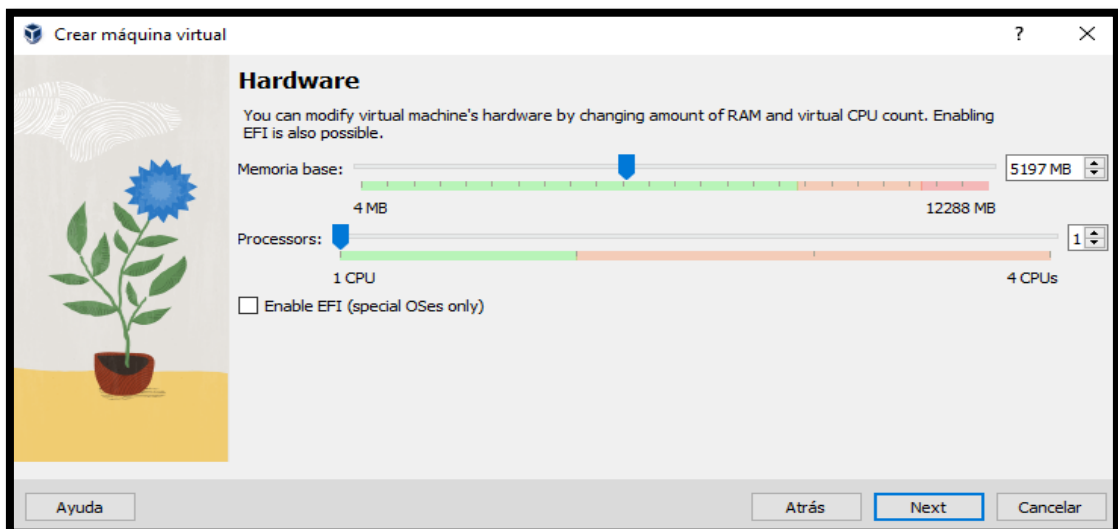 Crear máquina virtual
?
Hardware
You can modify virtual machine's hardware by changing amount of RAM and virtual CPU count. Enabling
EFI is also possible.
Memoria base:
5197 MB
4 MB
12288 MB
Processors:
1
1 CPU
4 CPUs
Enable EFI (special OSes only)
Ayuda
Atrás
Next
Cancelar